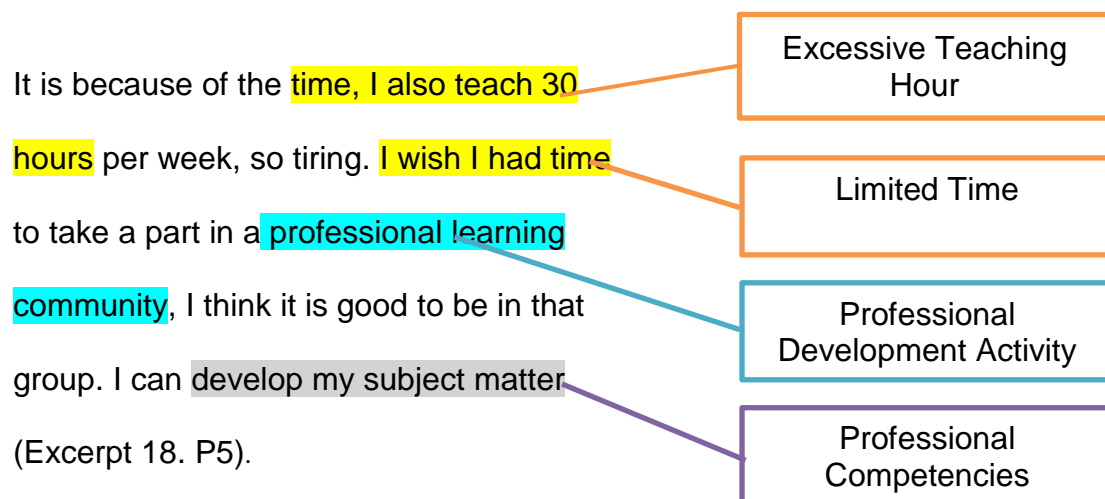 It is because of the time, I also teach 30
hours per week, so tiring. I wish I had time
to take a part in a professional learning
community, I think it is good to be in that
group. I can develop my subject matter
(Excerpt 18. P5).
Excessive Teaching
Hour
Limited Time
Professional
Development Activity
Professional
Competencies